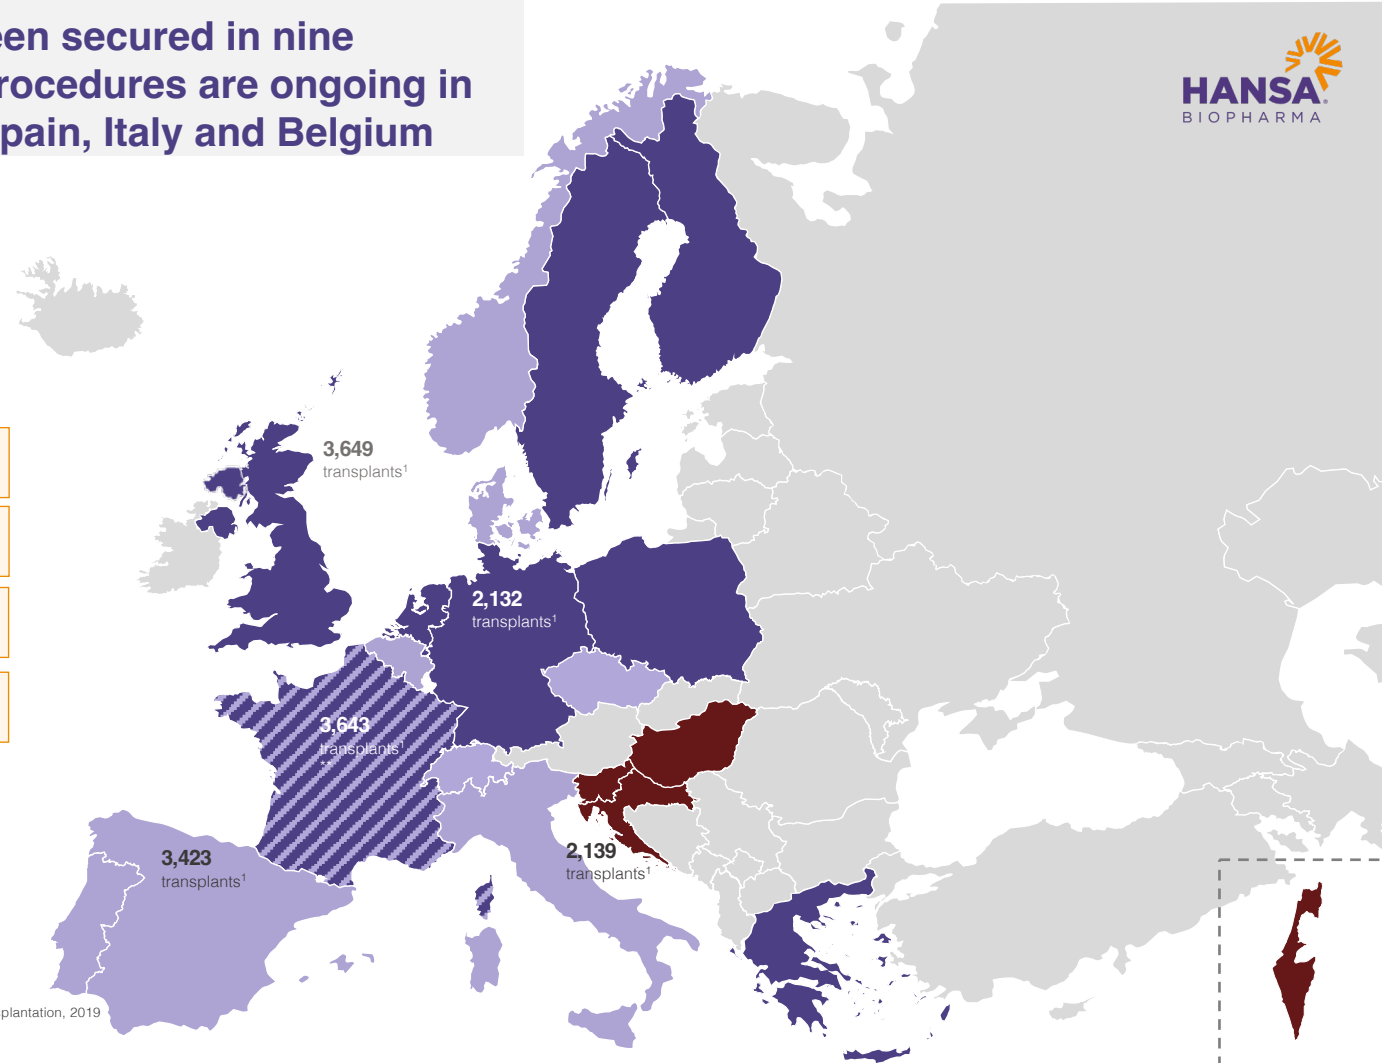 een secured in nine
rocedures are ongoing in
pain, Italy and Belgium
HANSA®
BIOPHARMA
3,649
transplants¹
2,132
transplants¹
3,643
transplants¹
**
3,423
transplants¹
2,139
transplants¹
splantation, 2019